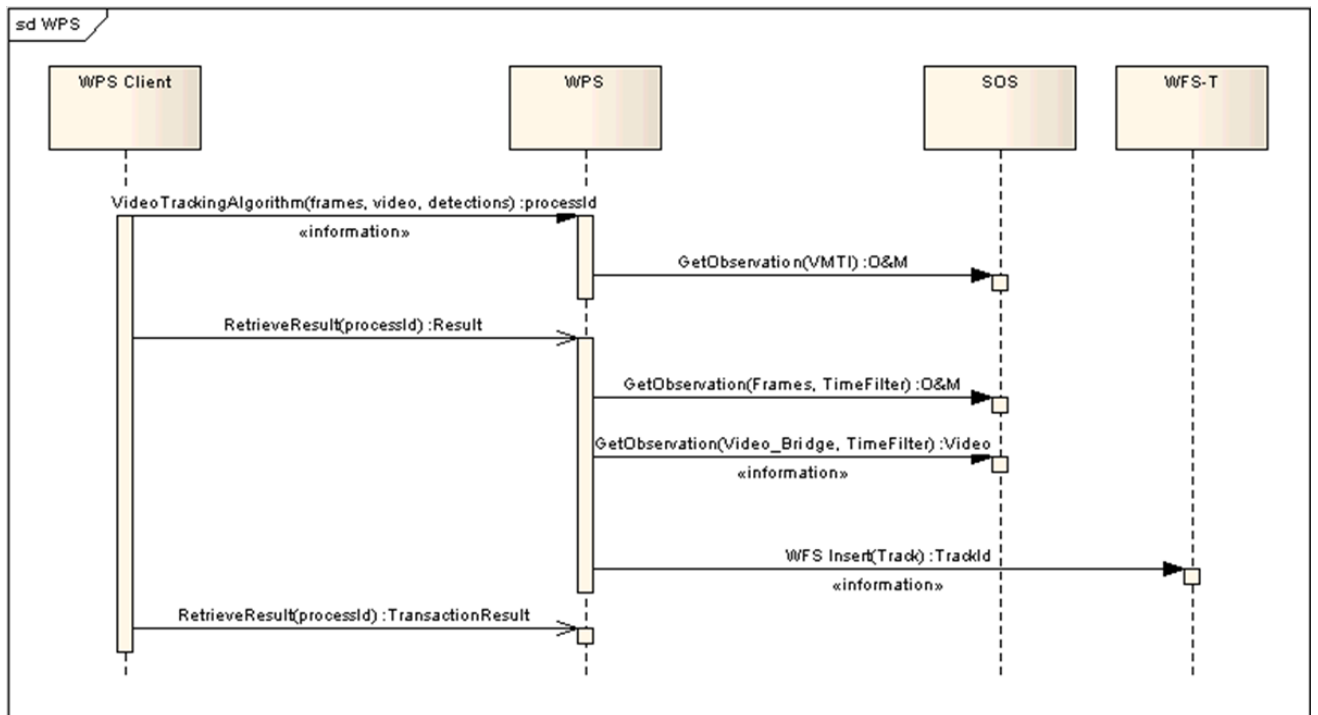 sd WPS
WPS Client
WPS
SOS
WFS-T
VideoTrackingAlgorithm(frames, video, detections) :processId
«information»
GetObservation(VMTI) :O&M
RetrieveResult(processId) :Result
GetObservation(Frames, TimeFilter) :O&M
GetObservation(Video_Bridge, TimeFilter) :Video
«information»
WFS Insert(Track) :TrackId
«information»
RetrieveResult(processId) :TransactionResult